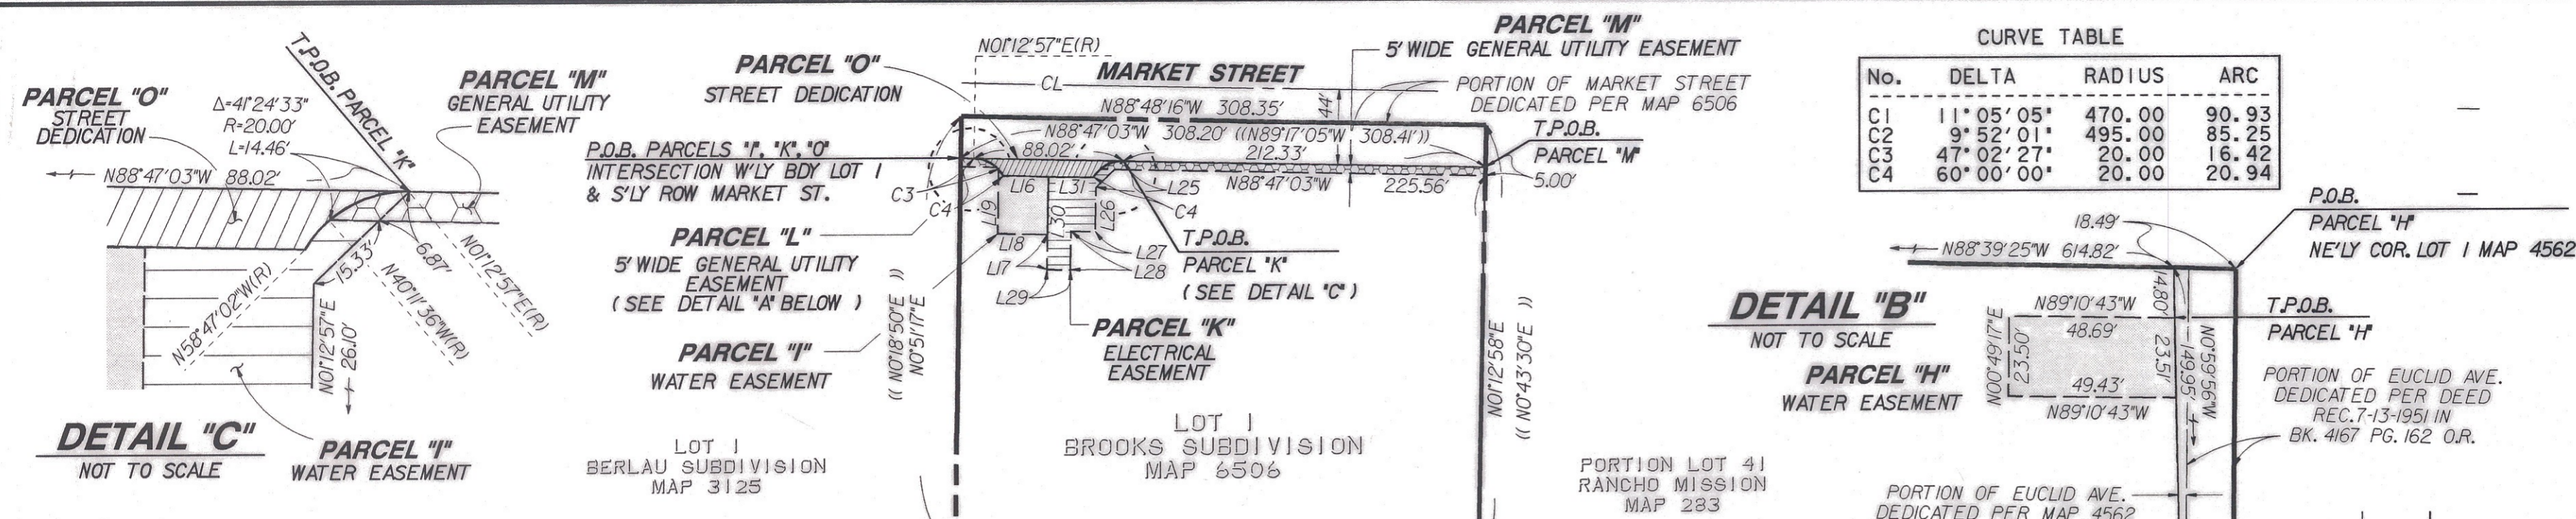 T.P.O.B. PARCEL "K"
PARCEL "O"
STREET
DEDICATION
Δ=41°24'33"
R=20.00'
L=14.46'
PARCEL "M"
GENERAL UTILITY
EASEMENT
N88°47'03"W 88.02'
15.33'
6.87'
N58°47'02"W(R)
N40°11'36"W(R)
N01°12'57"E(R)
N01°12'57"E
26.10'
DETAIL "C"
NOT TO SCALE
PARCEL "I"
WATER EASEMENT
N01°12'57"E(R)
PARCEL "O"
STREET DEDICATION
MARKET STREET
CL
PARCEL "M"
5' WIDE GENERAL UTILITY EASEMENT
PORTION OF MARKET STREET
DEDICATED PER MAP 6506
N88°48'16"W 308.35'
44'
N88°47'03"W 308.20' ((N89°17'05"W 308.41'))
88.02'
212.33'
T.P.O.B.
PARCEL "M"
5.00'
P.O.B. PARCELS "I", "K", "O"
INTERSECTION W'LY BDY LOT 1
& S'LY ROW MARKET ST.
N88°47'03"W 225.56'
C3
C4
L16
L31
L25
C4
L19
L30
L26
L18
L17
L29
L27
L28
T.P.O.B.
PARCEL "K"
(SEE DETAIL "C")
PARCEL "L"
5' WIDE GENERAL UTILITY
EASEMENT
(SEE DETAIL "A" BELOW)
PARCEL "I"
WATER EASEMENT
PARCEL "K"
ELECTRICAL
EASEMENT
((N0°18'50"E))
N0°51'17"E
N01°12'58"E
((N0°43'30"E))
LOT 1
BERLAU SUBDIVISION
MAP 3125
LOT 1
BROOKS SUBDIVISION
MAP 6506
PORTION LOT 41
RANCHO MISSION
MAP 283
CURVE TABLE
No. DELTA RADIUS ARC
C1 11°05'05" 470.00 90.93
C2 9°52'01" 495.00 85.25
C3 47°02'27" 20.00 16.42
C4 60°00'00" 20.00 20.94
P.O.B.
PARCEL "H"
NE'LY COR. LOT 1 MAP 4562
18.49'
N88°39'25"W 614.82'
DETAIL "B"
NOT TO SCALE
T.P.O.B.
PARCEL "H"
14.80'
N89°10'43"W
48.69'
N00°49'17"E
23.50'
23.51'
149.95'
N0°59'56"W
49.43'
N89°10'43"W
PARCEL "H"
WATER EASEMENT
PORTION OF EUCLID AVE.
DEDICATED PER DEED
REC. 7-13-1951 IN
BK. 4167 PG. 162 O.R.
PORTION OF EUCLID AVE.
DEDICATED PER MAP 4562